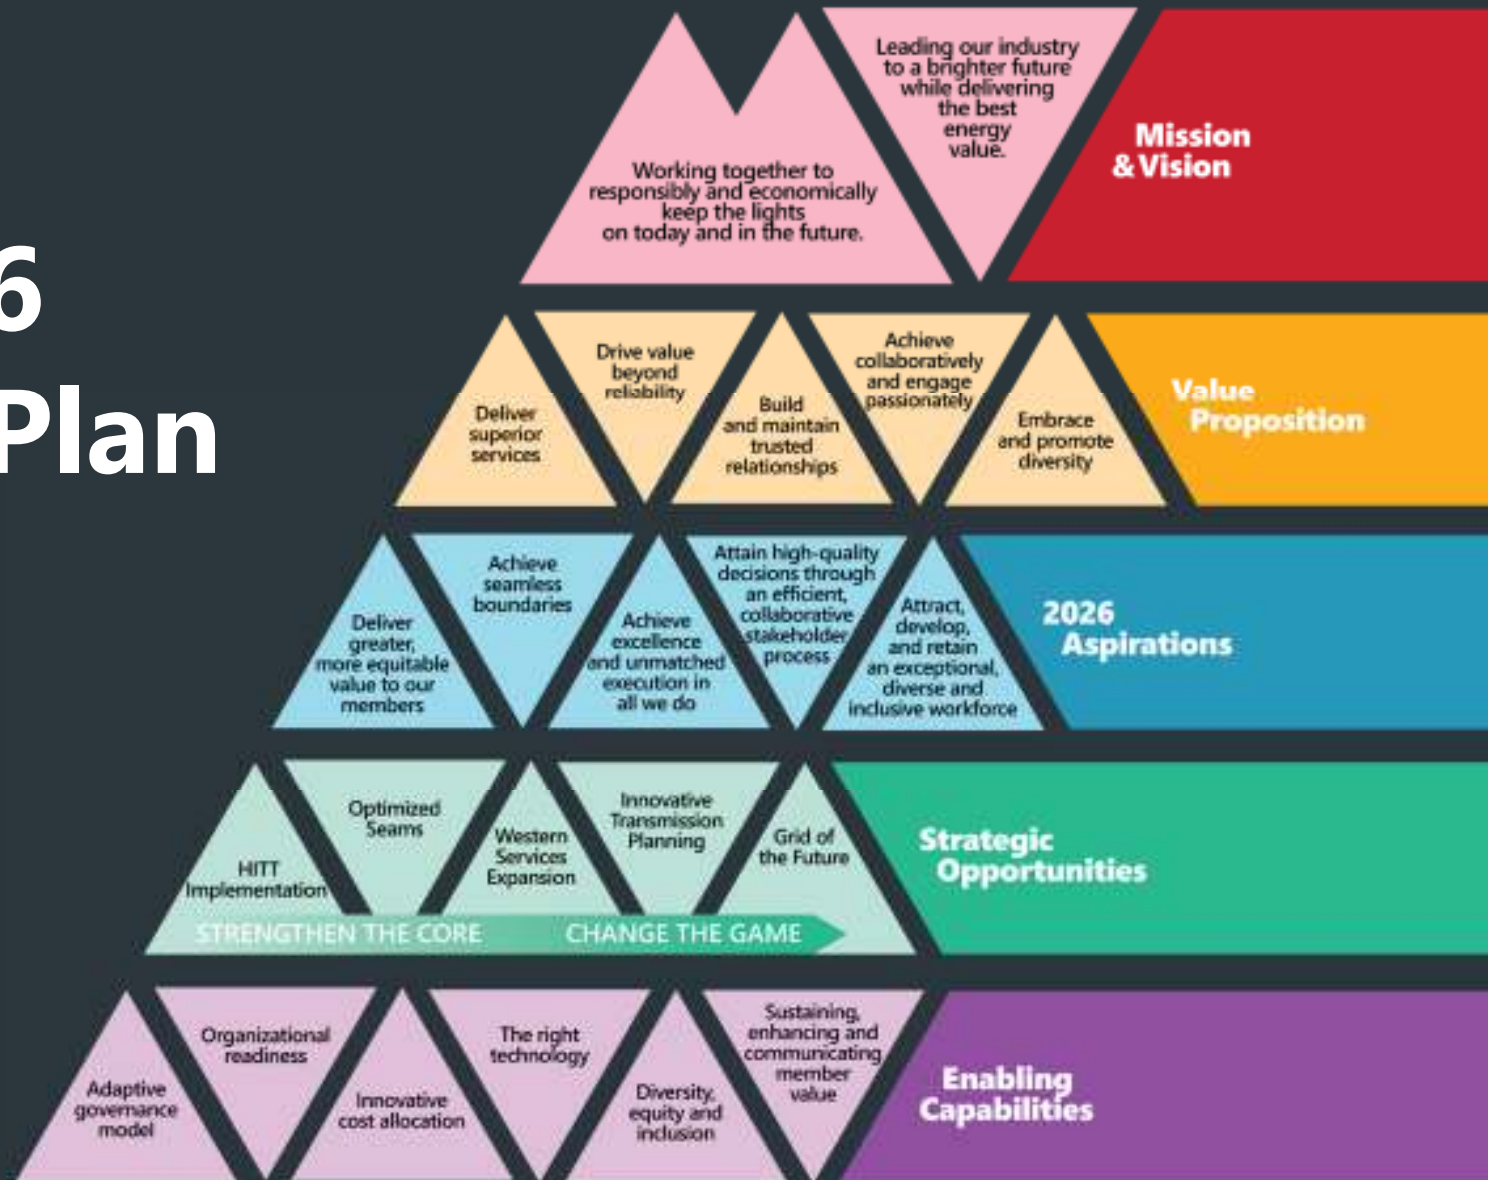 6
Plan
Working together to
responsibly and economically
keep the lights
on today and in the future.
Leading our industry
to a brighter future
while delivering
the best
energy
value.
Mission
& Vision
Deliver
superior
services
Drive value
beyond
reliability
Build
and maintain
trusted
relationships
Achieve
collaboratively
and engage
passionately
Embrace
and promote
diversity
Value
Proposition
Deliver
greater,
more equitable
value to our
members
Achieve
seamless
boundaries
Achieve
excellence
and unmatched
execution in
all we do
Attain high-quality
decisions through
an efficient,
collaborative
stakeholder
process
Attract,
develop,
and retain
an exceptional,
diverse and
inclusive workforce
2026
Aspirations
HITT
Implementation
Optimized
Seams
Western
Services
Expansion
Innovative
Transmission
Planning
Grid of
the Future
STRENGTHEN THE CORE
CHANGE THE GAME
Strategic
Opportunities
Adaptive
governance
model
Organizational
readiness
Innovative
cost allocation
The right
technology
Diversity,
equity and
inclusion
Sustaining,
enhancing and
communicating
member
value
Enabling
Capabilities